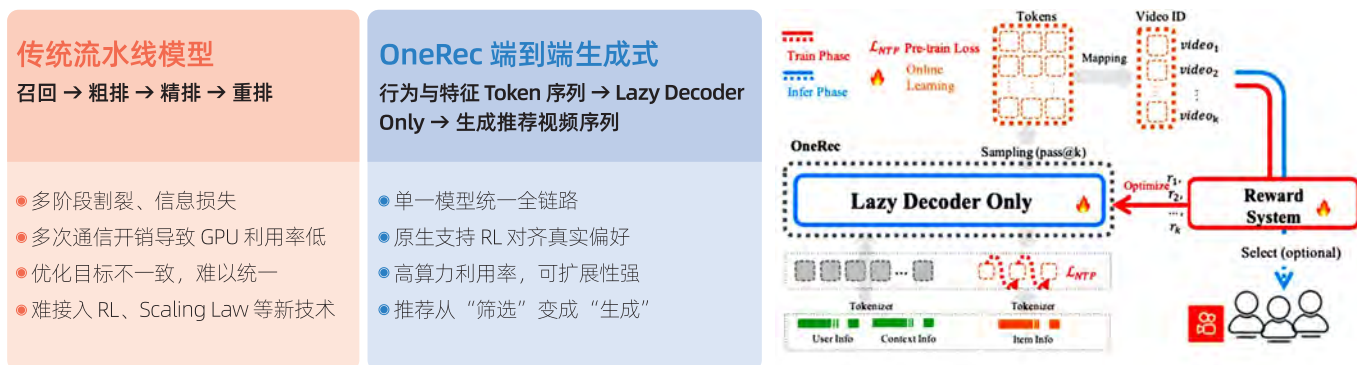 传统流水线模型
召回 → 粗排 → 精排 → 重排
多阶段割裂、信息损失
多次通信开销导致 GPU 利用率低
优化目标不一致，难以统一
难接入 RL、Scaling Law 等新技术
OneRec 端到端生成式
行为与特征 Token 序列 → Lazy Decoder
Only → 生成推荐视频序列
单一模型统一全链路
原生支持 RL 对齐真实偏好
高算力利用率，可扩展性强
推荐从“筛选”变成“生成”
Train Phase
Infer Phase
ℒNTP Pre-train Loss
Online
Learning
Tokens
Mapping
Video ID
video1
video2
⋮
videok
OneRec
Sampling (pass@k)
Lazy Decoder Only
Optimize
r1,
r2,
...,
rk
Reward
System
Select (optional)
...
ℒNTP
Tokenizer
Tokenizer
User Info
Context Info
Item Info